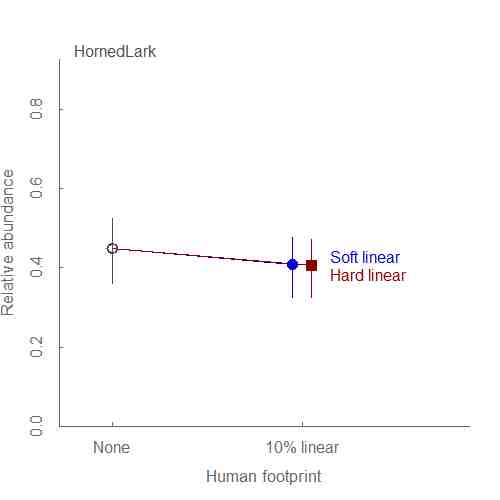 HornedLark
Relative abundance
0.8
0.6
0.4
0.2
0.0
Soft linear
Hard linear
None
10% linear
Human footprint